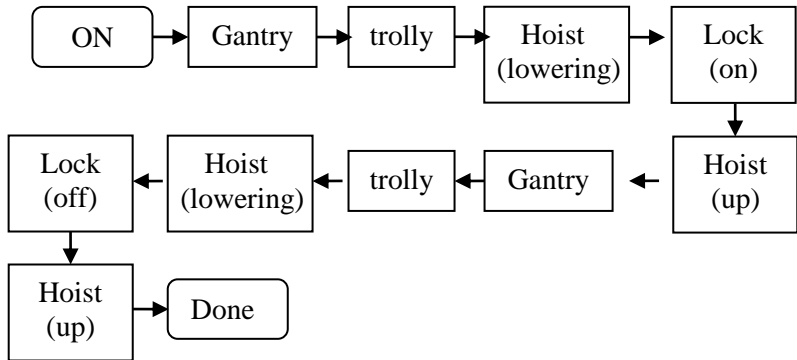 ON
Gantry
trolly
Hoist
(lowering)
Lock
(on)
Hoist
(up)
Gantry
trolly
Hoist
(lowering)
Lock
(off)
Hoist
(up)
Done